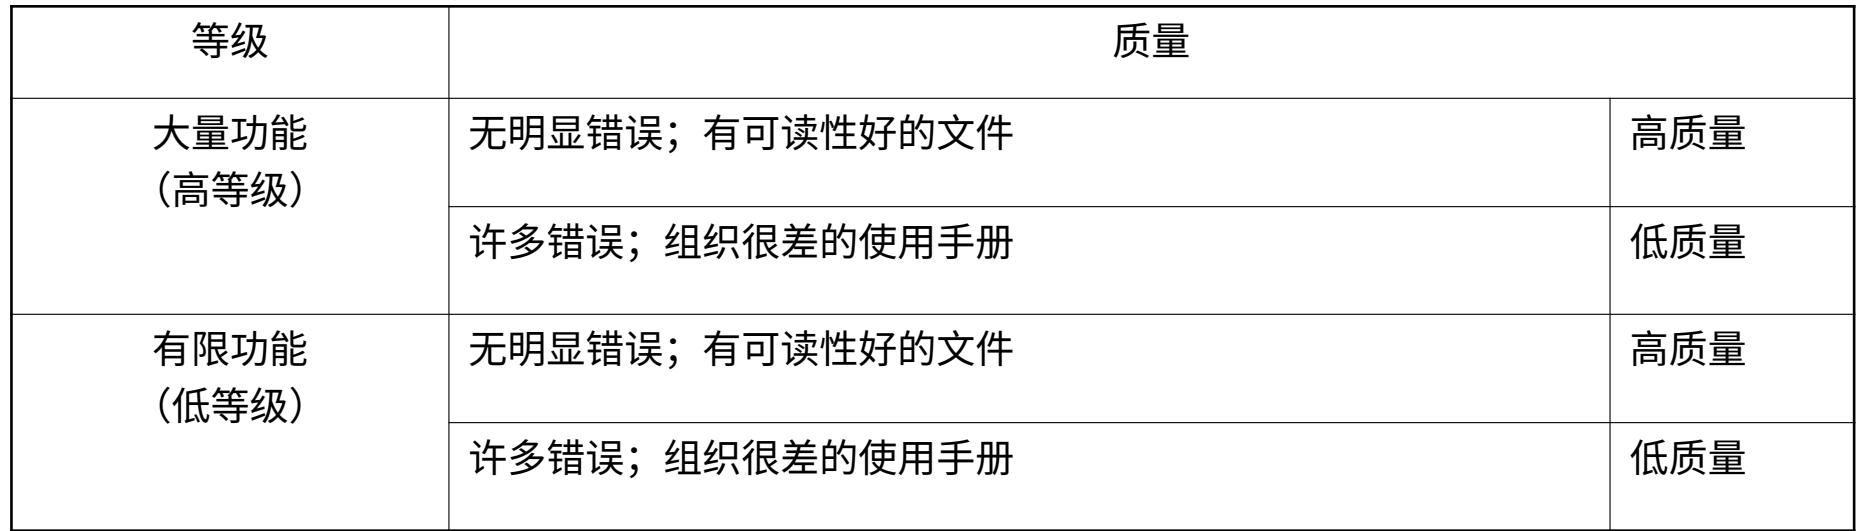 等级
质量
大量功能
（高等级）
无明显错误；有可读性好的文件
高质量
许多错误；组织很差的使用手册
低质量
有限功能
（低等级）
无明显错误；有可读性好的文件
高质量
许多错误；组织很差的使用手册
低质量